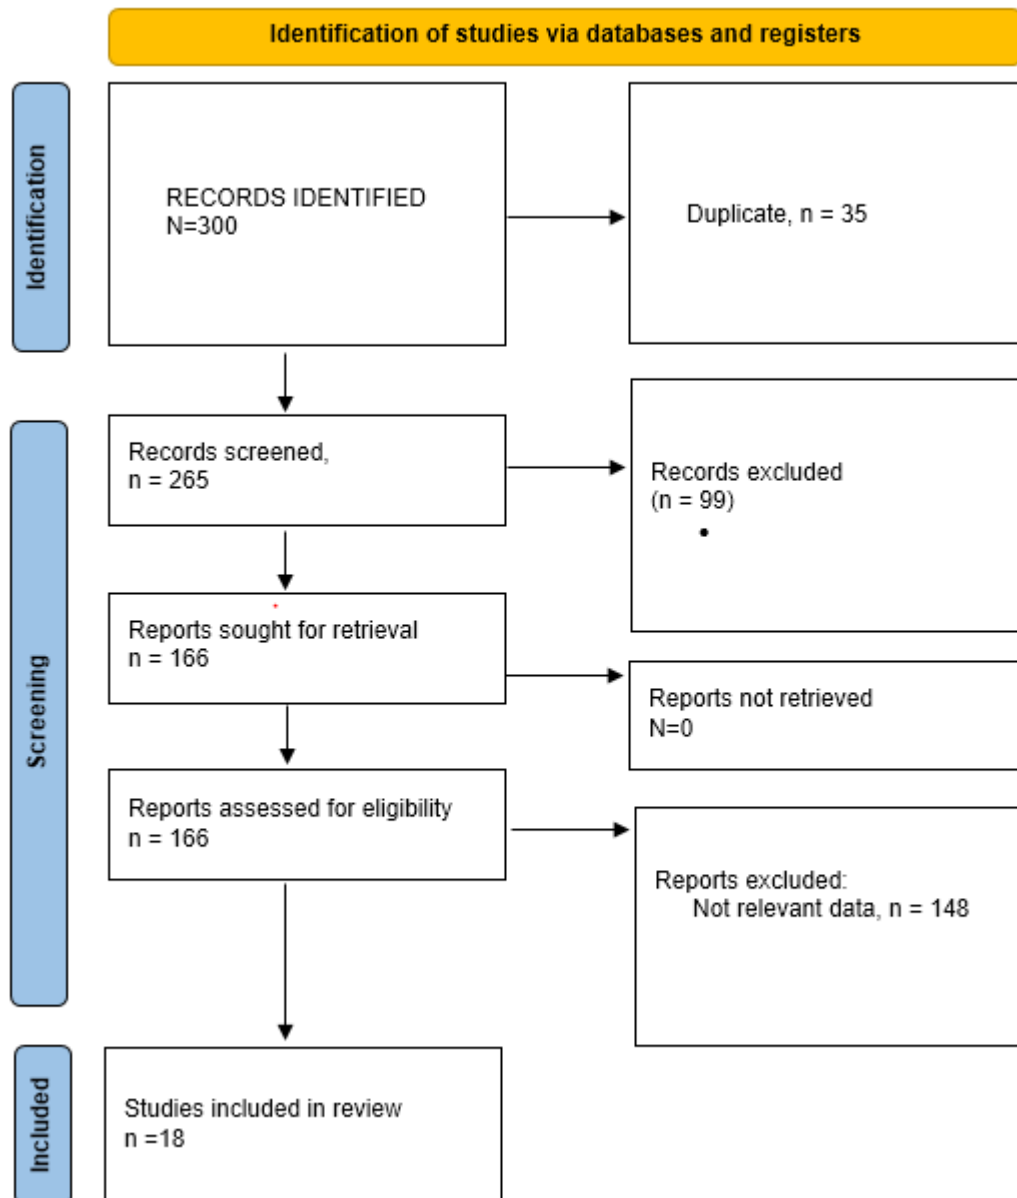 Identification of studies via databases and registers
Identification
RECORDS IDENTIFIED
N=300
Duplicate, n = 35
Screening
Records screened,
n = 265
Records excluded
(n = 99)
•
Reports sought for retrieval
n = 166
Reports not retrieved
N=0
Reports assessed for eligibility
n = 166
Reports excluded:
Not relevant data, n = 148
Included
Studies included in review
n =18